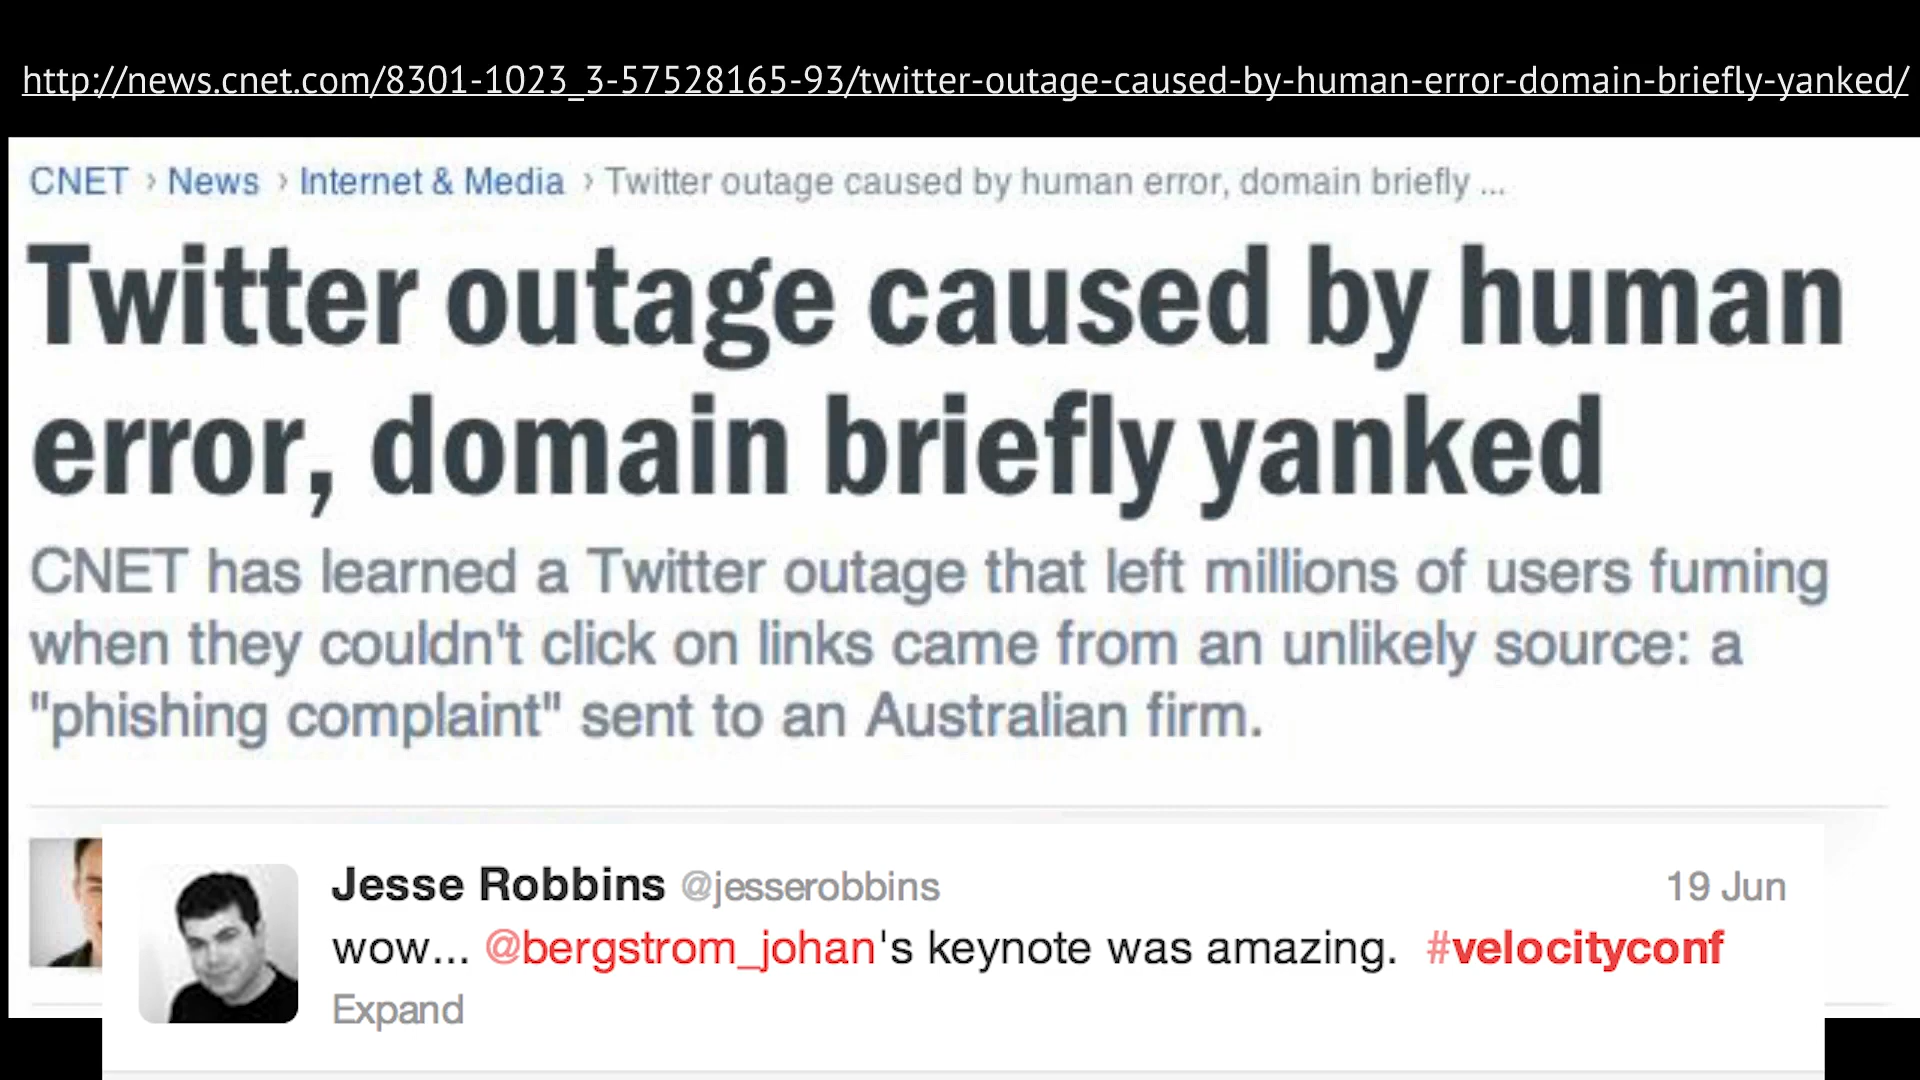 http://news.cnet.com/8301-1023_3-57528165-93/twitter-outage-caused-by-human-error-domain-briefly-yanked/
CNET › News › Internet & Media › Twitter outage caused by human error, domain briefly ...
Twitter outage caused by human
error, domain briefly yanked
CNET has learned a Twitter outage that left millions of users fuming
when they couldn't click on links came from an unlikely source: a
"phishing complaint" sent to an Australian firm.
Jesse Robbins @jesserobbins 19 Jun
wow... @bergstrom_johan's keynote was amazing. #velocityconf
Expand